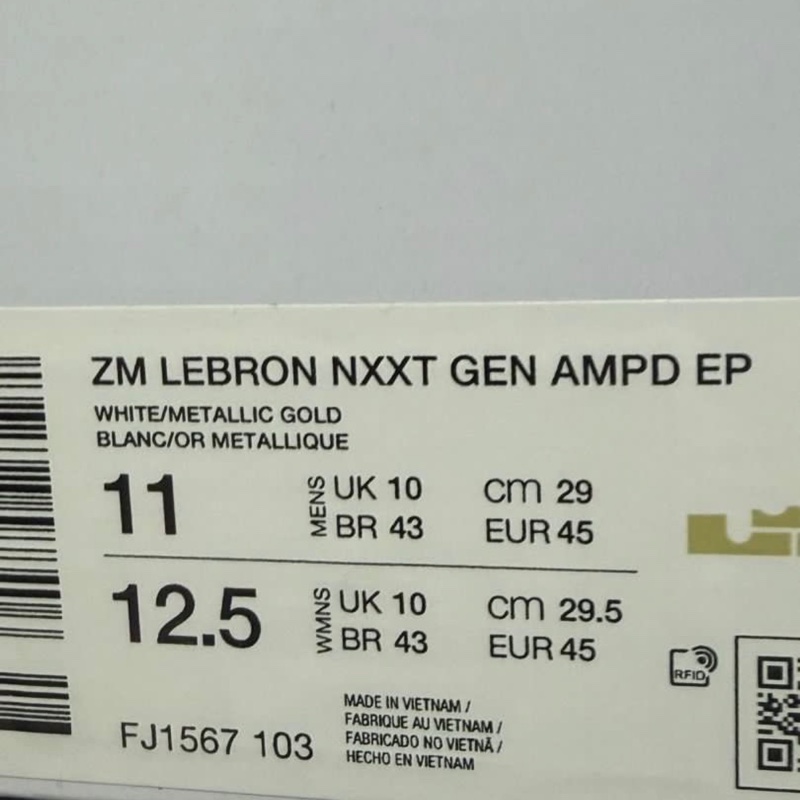 ZM LEBRON NXXT GEN AMPD EP
WHITE/METALLIC GOLD
BLANC/OR METALLIQUE
11 MENS UK 10 cm 29
BR 43 EUR 45
12.5 WMNS UK 10 cm 29.5
BR 43 EUR 45
RFID
MADE IN VIETNAM /
FABRIQUE AU VIETNAM /
FABRICADO NO VIETNÃ /
HECHO EN VIETNAM
FJ1567 103